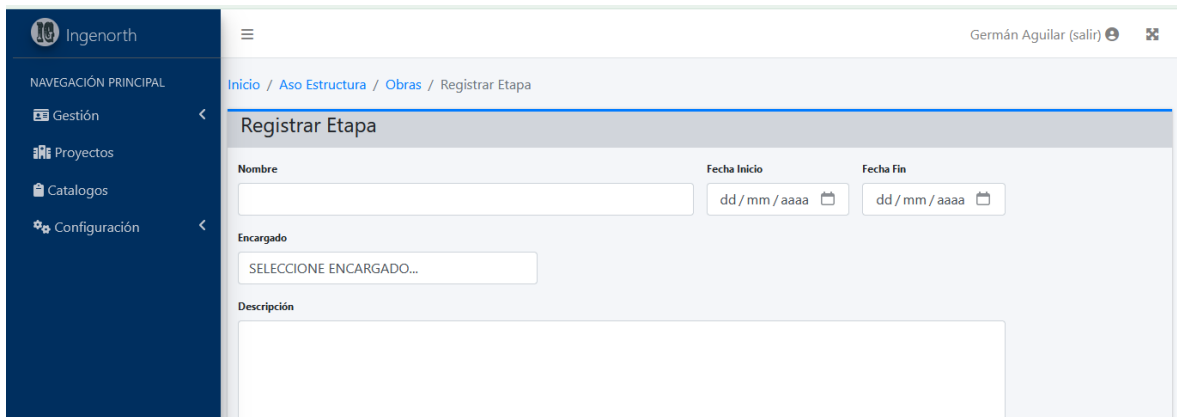 IG Ingenorth
Germán Aguilar (salir)
NAVEGACIÓN PRINCIPAL
Gestión
Proyectos
Catalogos
Configuración
Inicio / Aso Estructura / Obras / Registrar Etapa
Registrar Etapa
Nombre
Fecha Inicio
Fecha Fin
dd/mm/aaaa
dd/mm/aaaa
Encargado
SELECCIONE ENCARGADO...
Descripción